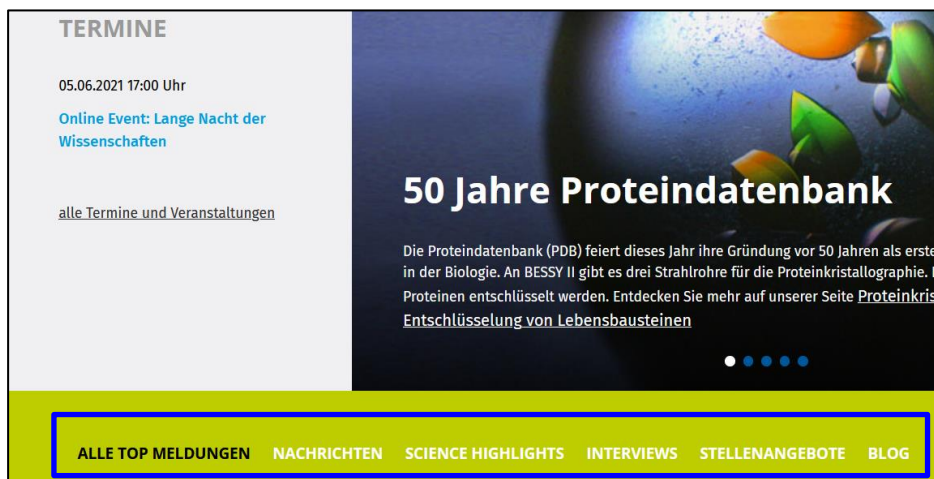 TERMINE
05.06.2021 17:00 Uhr
Online Event: Lange Nacht der
Wissenschaften
alle Termine und Veranstaltungen
50 Jahre Proteindatenbank
Die Proteindatenbank (PDB) feiert dieses Jahr ihre Gründung vor 50 Jahren als erste
in der Biologie. An BESSY II gibt es drei Strahlrohre für die Proteinkristallographie.
Proteinen entschlüsselt werden. Entdecken Sie mehr auf unserer Seite Proteinkris
Entschlüsselung von Lebensbausteinen
ALLE TOP MELDUNGEN NACHRICHTEN SCIENCE HIGHLIGHTS INTERVIEWS STELLENANGEBOTE BLOG